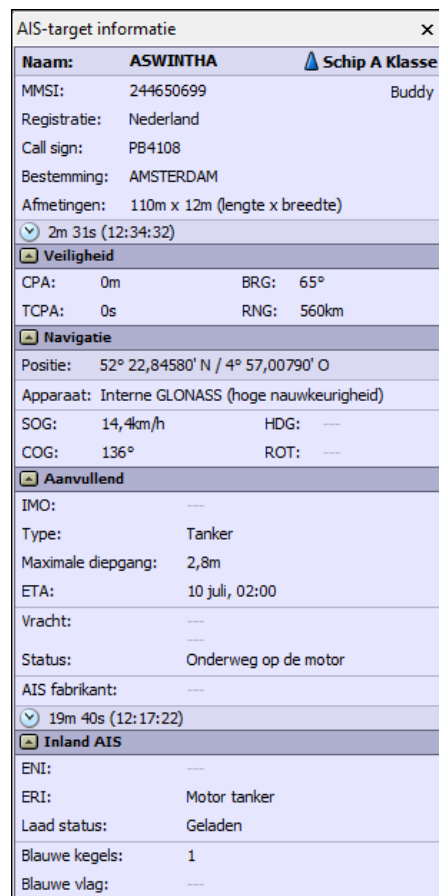 AIS-target informatie
Naam: ASWINTHA Schip A Klasse
MMSI: 244650699 Buddy
Registratie: Nederland
Call sign: PB4108
Bestemming: AMSTERDAM
Afmetingen: 110m x 12m (lengte x breedte)
2m 31s (12:34:32)
Veiligheid
CPA: 0m BRG: 65°
TCPA: 0s RNG: 560km
Navigatie
Positie: 52° 22,84580' N / 4° 57,00790' O
Apparaat: Interne GLONASS (hoge nauwkeurigheid)
SOG: 14,4km/h HDG: ---
COG: 136° ROT: ---
Aanvullend
IMO: ---
Type: Tanker
Maximale diepgang: 2,8m
ETA: 10 juli, 02:00
Vracht: ---
---
Status: Onderweg op de motor
AIS fabrikant: ---
19m 40s (12:17:22)
Inland AIS
ENI: ---
ERI: Motor tanker
Laad status: Geladen
Blauwe kegels: 1
Blauwe vlag: ---